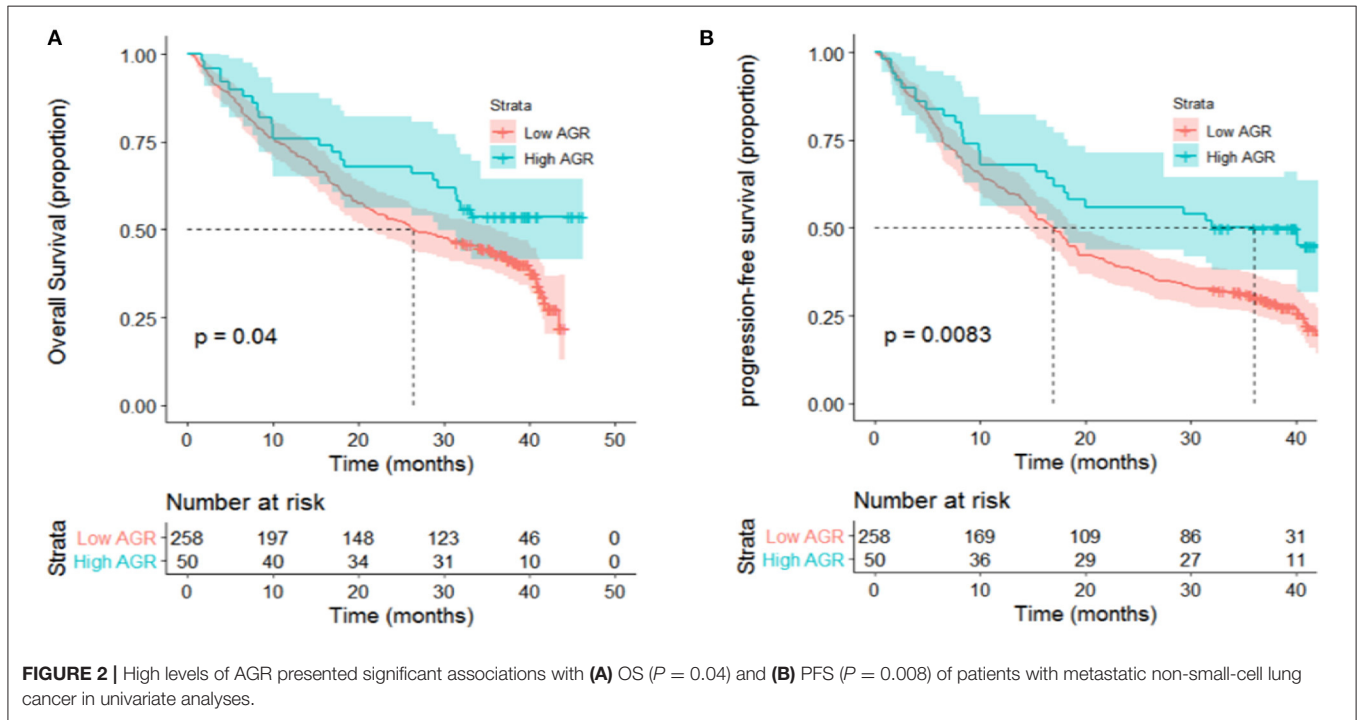 A
Overall Survival (proportion)
1.00
0.75
0.50
0.25
0.00
Strata
Low AGR
High AGR
p = 0.04
0 10 20 30 40 50
Time (months)
Number at risk
Strata
Low AGR 258 197 148 123 46 0
High AGR 50 40 34 31 10 0
0 10 20 30 40 50
Time (months)
B
progression-free survival (proportion)
1.00
0.75
0.50
0.25
0.00
Strata
Low AGR
High AGR
p = 0.0083
0 10 20 30 40
Time (months)
Number at risk
Strata
Low AGR 258 169 109 86 31
High AGR 50 36 29 27 11
0 10 20 30 40
Time (months)
FIGURE 2 | High levels of AGR presented significant associations with (A) OS (P = 0.04) and (B) PFS (P = 0.008) of patients with metastatic non-small-cell lung
cancer in univariate analyses.